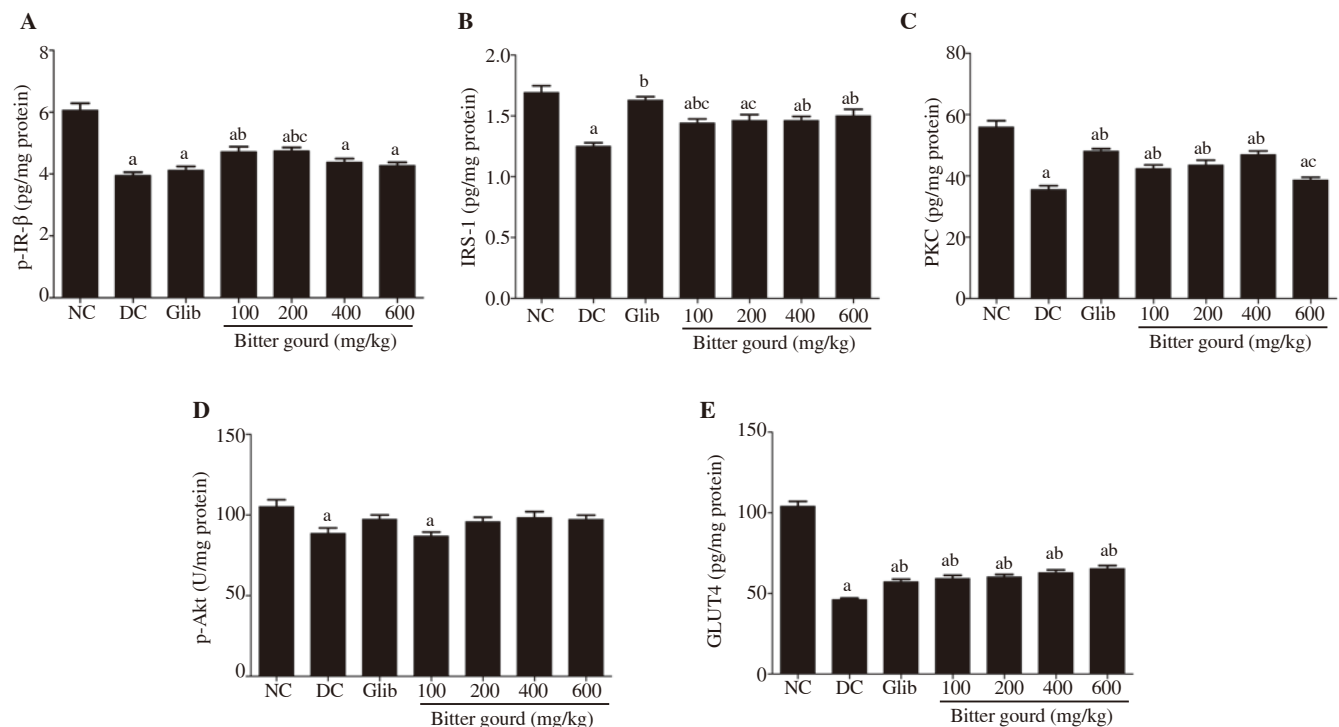 A
p-IR-β (pg/mg protein)
8
6
4
2
0
a
a
ab
abc
a
a
NC DC Glib 100 200 400 600
Bitter gourd (mg/kg)
B
IRS-1 (pg/mg protein)
2.0
1.5
1.0
0.5
0.0
a
b
abc
ac
ab
ab
NC DC Glib 100 200 400 600
Bitter gourd (mg/kg)
C
PKC (pg/mg protein)
80
60
40
20
0
a
ab
ab
ab
ab
ac
NC DC Glib 100 200 400 600
Bitter gourd (mg/kg)
D
p-Akt (U/mg protein)
150
100
50
0
a
a
NC DC Glib 100 200 400 600
Bitter gourd (mg/kg)
E
GLUT4 (pg/mg protein)
150
100
50
0
a
ab
ab
ab
ab
ab
NC DC Glib 100 200 400 600
Bitter gourd (mg/kg)